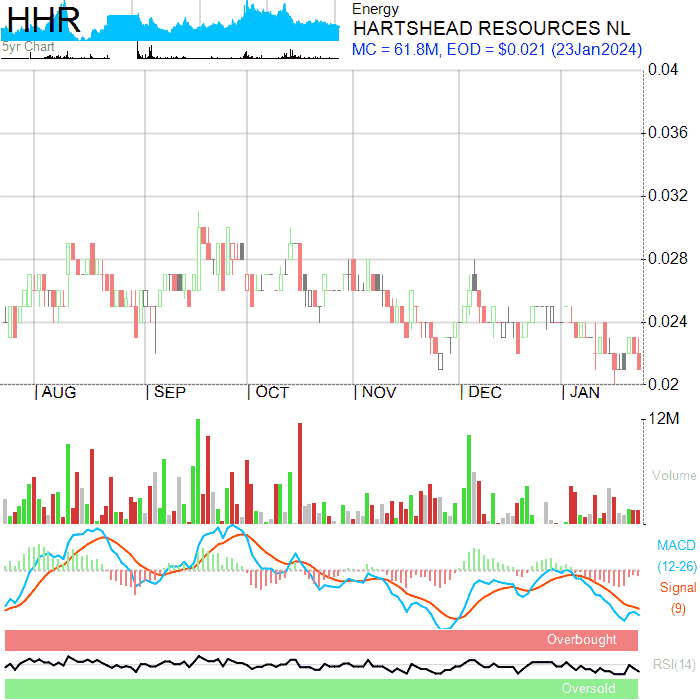 HHR
5yr Chart
Energy
HARTSHEAD RESOURCES NL
MC = 61.8M, EOD = $0.021 (23Jan2024)
0.04
0.036
0.032
0.028
0.024
0.02
AUG SEP OCT NOV DEC JAN
12M
Volume
MACD
(12-26)
Signal
(9)
Overbought
RSI(14)
Oversold